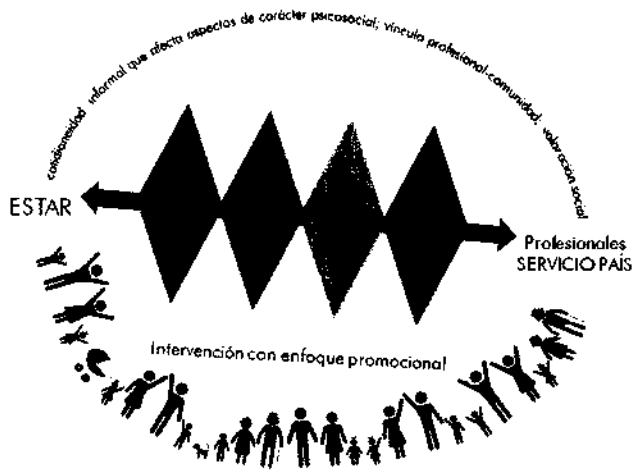 cotidianeidad informal que afecta aspectos de carácter psicosocial; vínculo profesional-comunidad; valoración social
ESTAR
Profesionales
SERVICIO PAÍS
Intervención con enfoque promocional